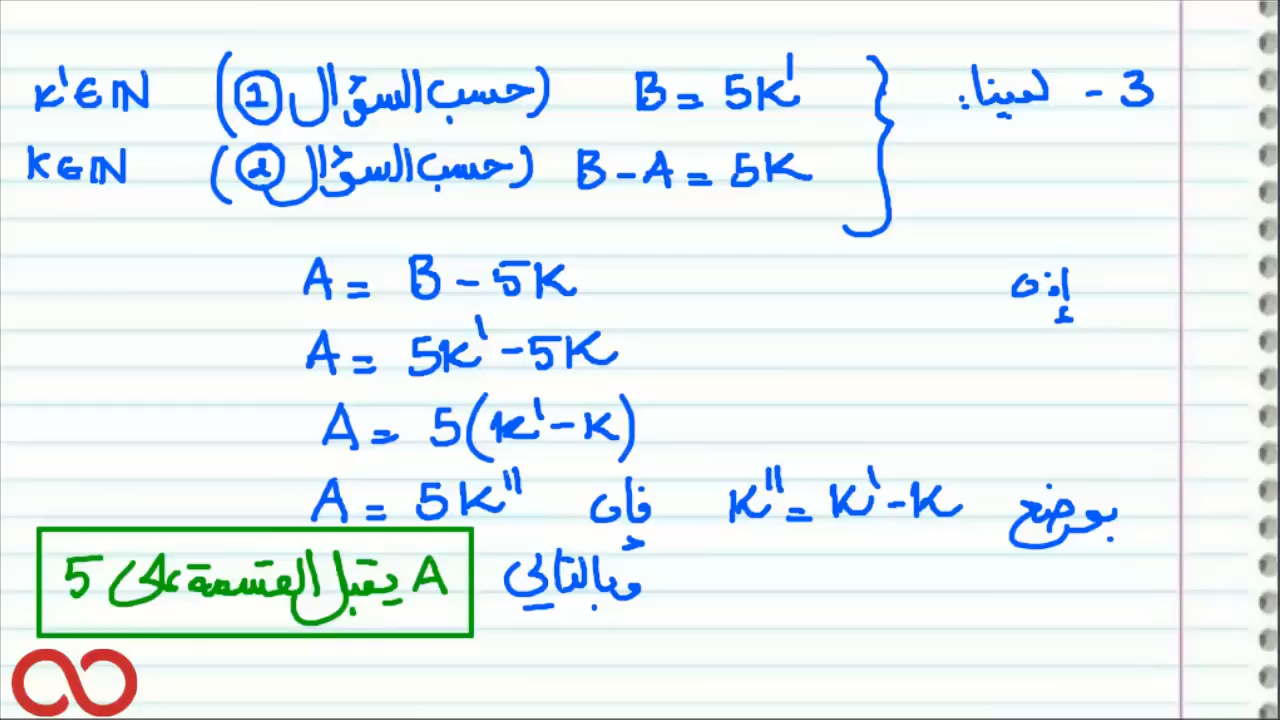 3 - لدينا: B = 5K' (حسب السؤال 1) K' ∈ IN
B - A = 5K (حسب السؤال 2) K ∈ IN
إذن A = B - 5K
A = 5K' - 5K
A = 5(K' - K)
بوضع K'' = K' - K فإن A = 5K''
وبالتالي A يقبل القسمة على 5